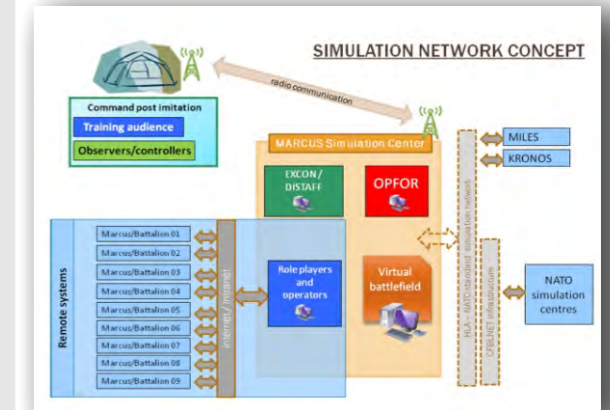 SIMULATION NETWORK CONCEPT
radio communication
Command post imitation
Training audience
Observers/controllers
MARCUS Simulation Center
EXCON /
DISTAFF
OPFOR
MILES
KRONOS
Remote systems
Marcus/Battalion 01
Marcus/Battalion 02
Marcus/Battalion 03
Marcus/Battalion 04
Marcus/Battalion 05
Marcus/Battalion 06
Marcus/Battalion 07
Marcus/Battalion 08
Marcus/Battalion 09
internet / intranet
Role players
and
operators
Virtual
battlefield
HLA – NATO standard simulation network
CFBLNET infrastructure
NATO
simulation
centres